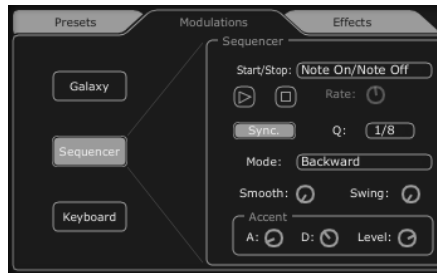 Presets Modulations Effects
Sequencer
Galaxy
Sequencer
Keyboard
Start/Stop: Note On/Note Off
Rate:
Sync. Q: 1/8
Mode: Backward
Smooth: Swing:
Accent
A: D: Level: